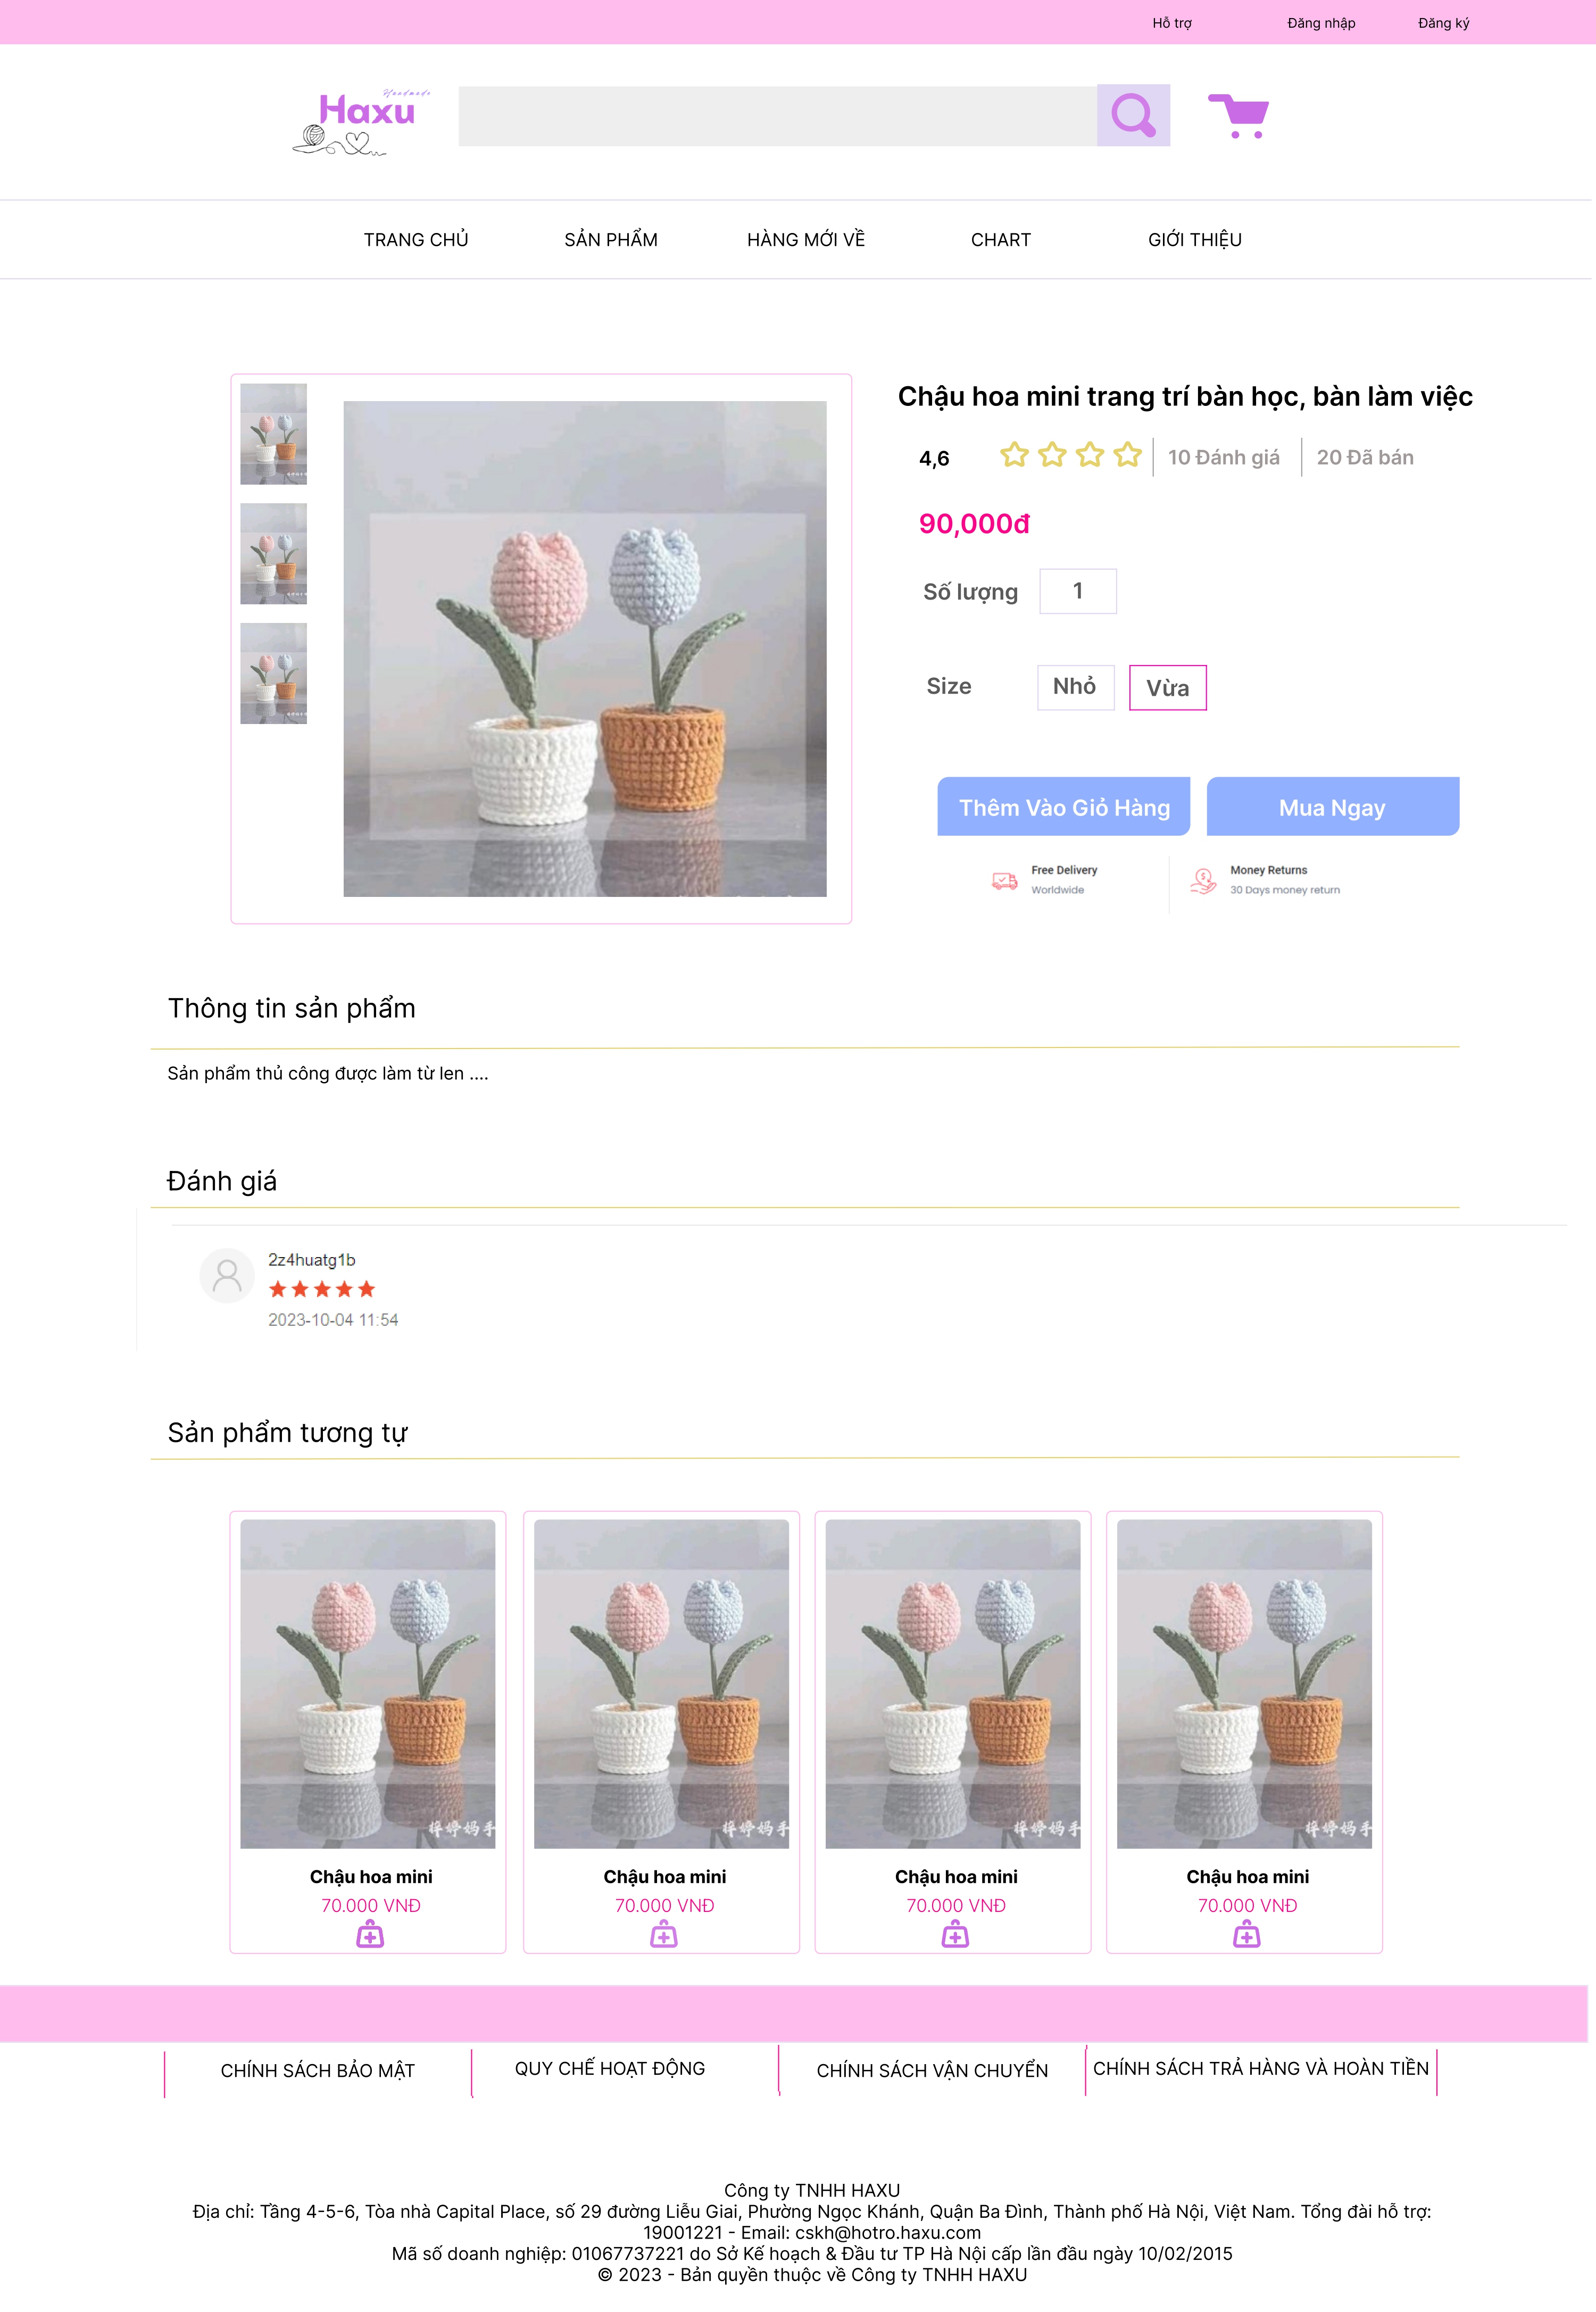 Hỗ trợ Đăng nhập Đăng ký
Handmade
Haxu
TRANG CHỦ SẢN PHẨM HÀNG MỚI VỀ CHART GIỚI THIỆU
Chậu hoa mini trang trí bàn học, bàn làm việc
4,6 10 Đánh giá 20 Đã bán
90,000đ
Số lượng 1
Size Nhỏ Vừa
Thêm Vào Giỏ Hàng Mua Ngay
Free Delivery Money Returns
Worldwide 30 Days money return
Thông tin sản phẩm
Sản phẩm thủ công được làm từ len ....
Đánh giá
2z4huatg1b
2023-10-04 11:54
Sản phẩm tương tự
Chậu hoa mini Chậu hoa mini Chậu hoa mini Chậu hoa mini
70.000 VNĐ 70.000 VNĐ 70.000 VNĐ 70.000 VNĐ
CHÍNH SÁCH BẢO MẬT QUY CHẾ HOẠT ĐỘNG CHÍNH SÁCH VẬN CHUYỂN CHÍNH SÁCH TRẢ HÀNG VÀ HOÀN TIỀN
Công ty TNHH HAXU
Địa chỉ: Tầng 4-5-6, Tòa nhà Capital Place, số 29 đường Liễu Giai, Phường Ngọc Khánh, Quận Ba Đình, Thành phố Hà Nội, Việt Nam. Tổng đài hỗ trợ:
19001221 - Email: cskh@hotro.haxu.com
Mã số doanh nghiệp: 01067737221 do Sở Kế hoạch & Đầu tư TP Hà Nội cấp lần đầu ngày 10/02/2015
© 2023 - Bản quyền thuộc về Công ty TNHH HAXU